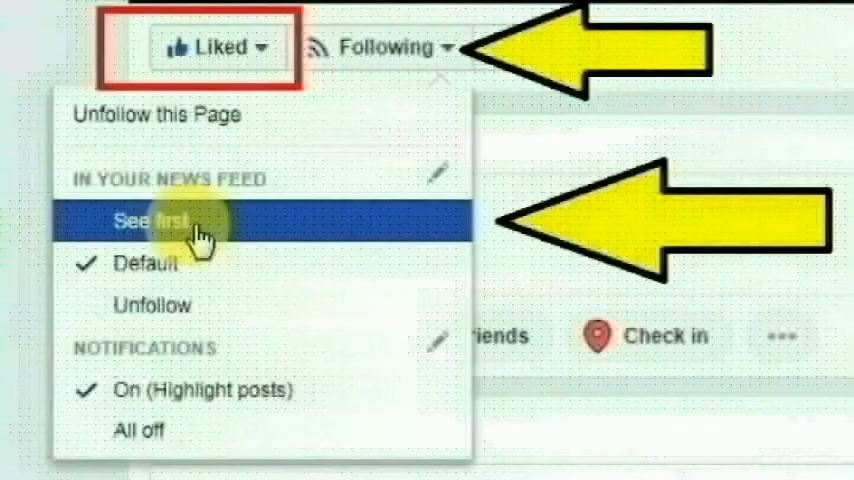 Liked Following
Unfollow this Page
IN YOUR NEWS FEED
See first
Default
Unfollow
riends Check in
NOTIFICATIONS
On (Highlight posts)
All off